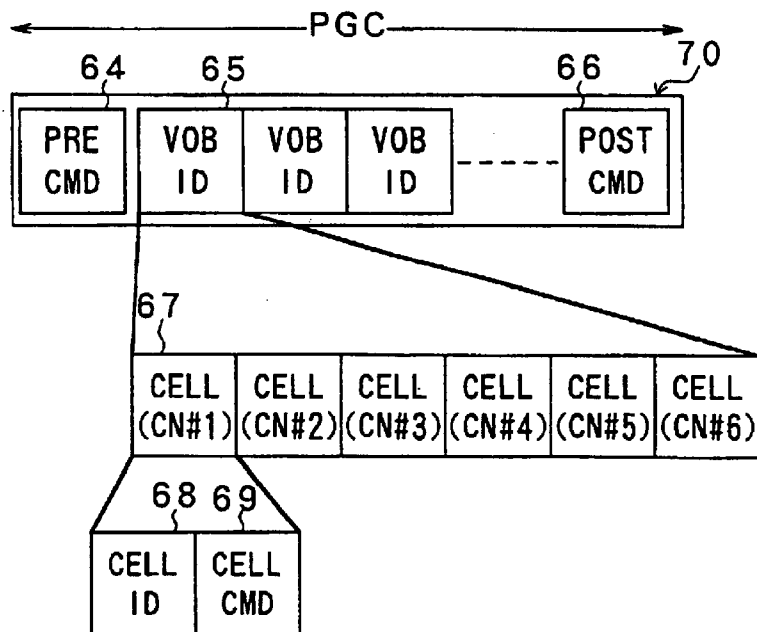 PGC
64 65 66 70
PRE CMD VOB ID VOB ID VOB ID POST CMD
67
CELL (CN#1) CELL (CN#2) CELL (CN#3) CELL (CN#4) CELL (CN#5) CELL (CN#6)
68 69
CELL ID CELL CMD